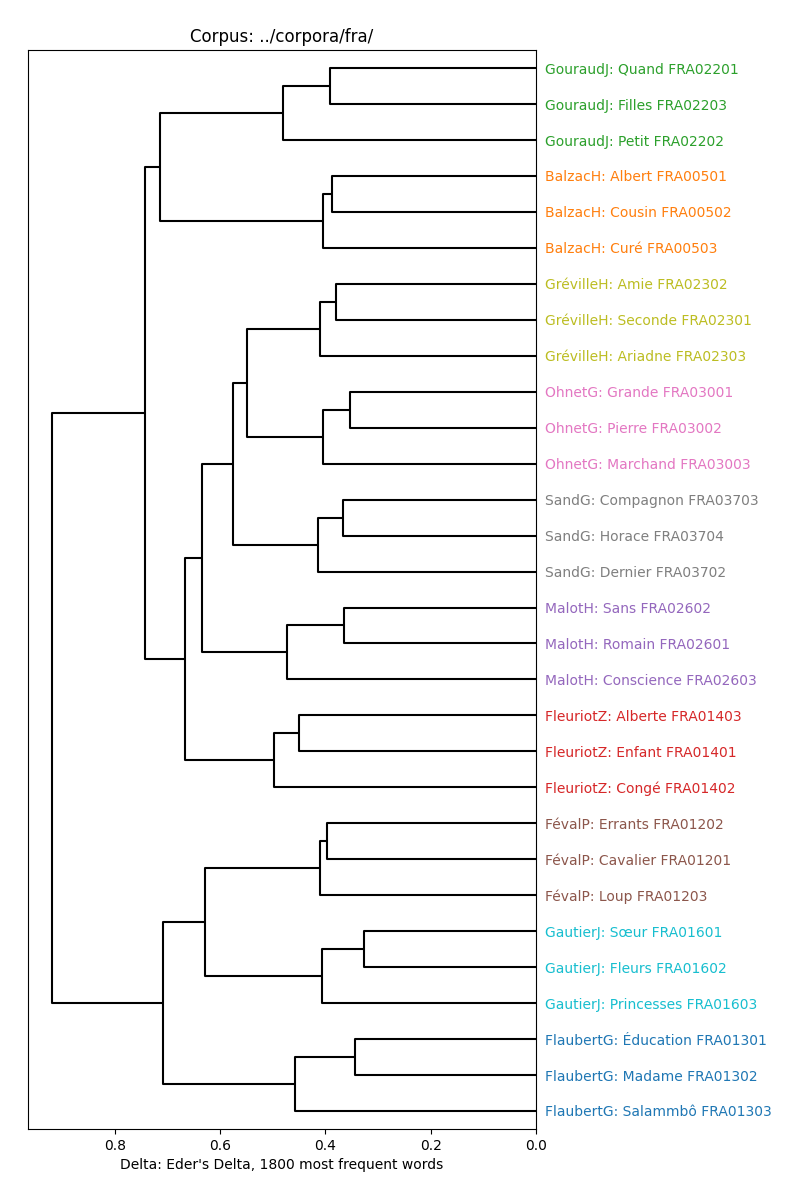 Corpus: ../corpora/fra/
GouraudJ: Quand FRA02201
GouraudJ: Filles FRA02203
GouraudJ: Petit FRA02202
BalzacH: Albert FRA00501
BalzacH: Cousin FRA00502
BalzacH: Curé FRA00503
GrévilleH: Amie FRA02302
GrévilleH: Seconde FRA02301
GrévilleH: Ariadne FRA02303
OhnetG: Grande FRA03001
OhnetG: Pierre FRA03002
OhnetG: Marchand FRA03003
SandG: Compagnon FRA03703
SandG: Horace FRA03704
SandG: Dernier FRA03702
MalotH: Sans FRA02602
MalotH: Romain FRA02601
MalotH: Conscience FRA02603
FleuriotZ: Alberte FRA01403
FleuriotZ: Enfant FRA01401
FleuriotZ: Congé FRA01402
FévalP: Errants FRA01202
FévalP: Cavalier FRA01201
FévalP: Loup FRA01203
GautierJ: Sœur FRA01601
GautierJ: Fleurs FRA01602
GautierJ: Princesses FRA01603
FlaubertG: Éducation FRA01301
FlaubertG: Madame FRA01302
FlaubertG: Salammbô FRA01303
0.8 0.6 0.4 0.2 0.0
Delta: Eder's Delta, 1800 most frequent words